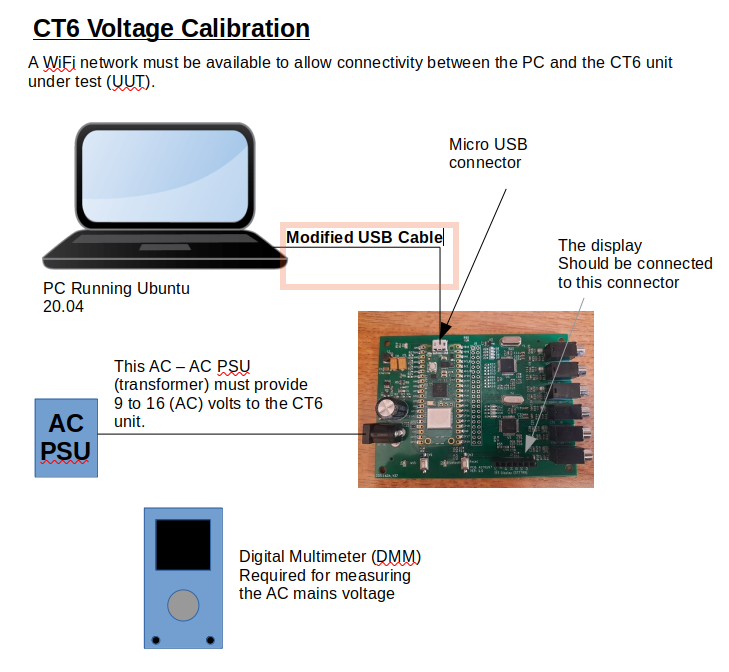 CT6 Voltage Calibration
A WiFi network must be available to allow connectivity between the PC and the CT6 unit
under test (UUT).
Micro USB
connector
Modified USB Cable
The display
Should be connected
to this connector
PC Running Ubuntu
20.04
This AC – AC PSU
(transformer) must provide
9 to 16 (AC) volts to the CT6
unit.
AC
PSU
Digital Multimeter (DMM)
Required for measuring
the AC mains voltage